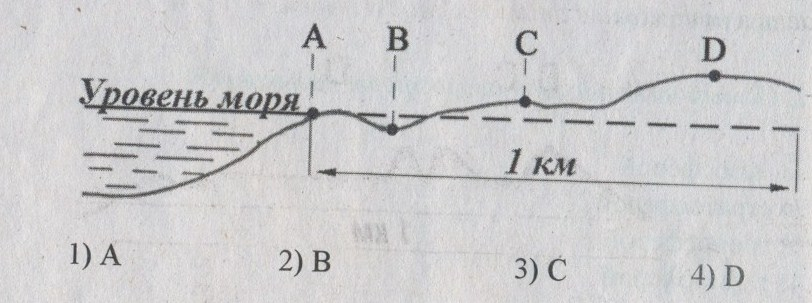 A B C D
Уровень моря
1 км
1) A 2) B 3) C 4) D